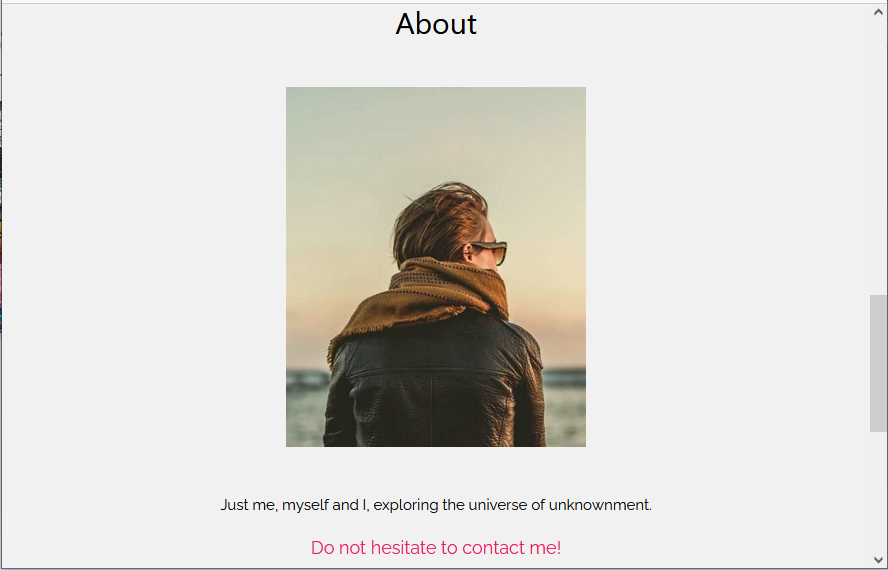 About
Just me, myself and I, exploring the universe of unknownment.
Do not hesitate to contact me!